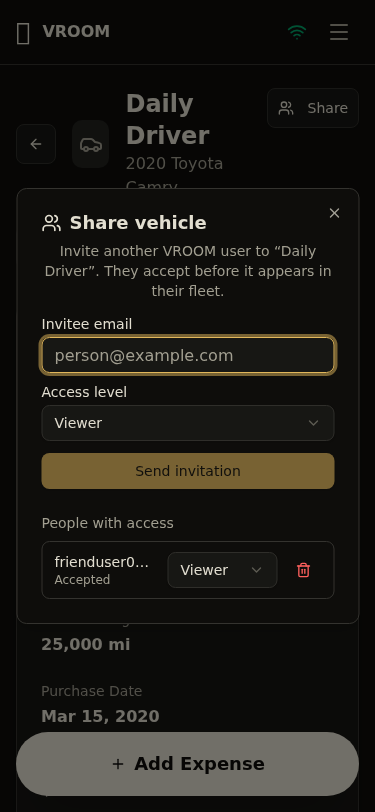 VROOM
Daily
Driver
Share
2020 Toyota
Camry
Share vehicle
Invite another VROOM user to “Daily
Driver”. They accept before it appears in
their fleet.
Invitee email
person@example.com
Access level
Viewer
Send invitation
People with access
frienduser0...
Viewer
Accepted
25,000 mi
Purchase Date
Mar 15, 2020
+ Add Expense